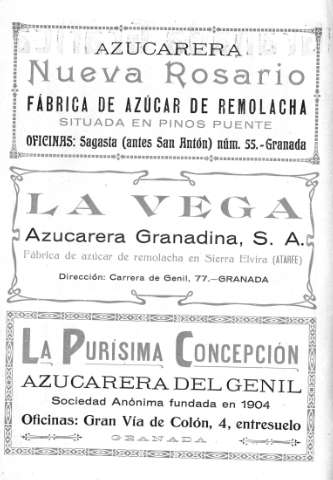 AZUCARERA
Nueva Rosario
FÁBRICA DE AZÚCAR DE REMOLACHA
SITUADA EN PINOS PUENTE
OFICINAS: Sagasta (antes San Antón) núm. 55.-Granada
LA VEGA
Azucarera Granadina, S. A.
Fábrica de azúcar de remolacha en Sierra Elvira (ATARFE)
Dirección: Carrera de Genil, 77.—GRANADA
LA PURÍSIMA CONCEPCIÓN
AZUCARERA DEL GENIL
Sociedad Anónima fundada en 1904
Oficinas: Gran Vía de Colón, 4, entresuelo
GRANADA